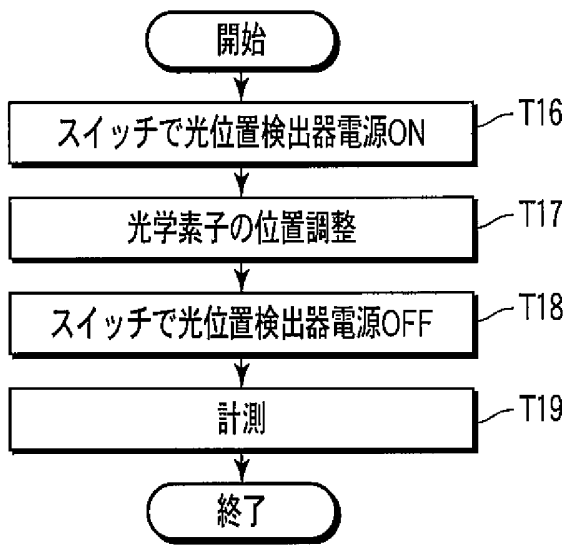 開始
スイッチで光位置検出器電源ON
T16
光学素子の位置調整
T17
スイッチで光位置検出器電源OFF
T18
計測
T19
終了